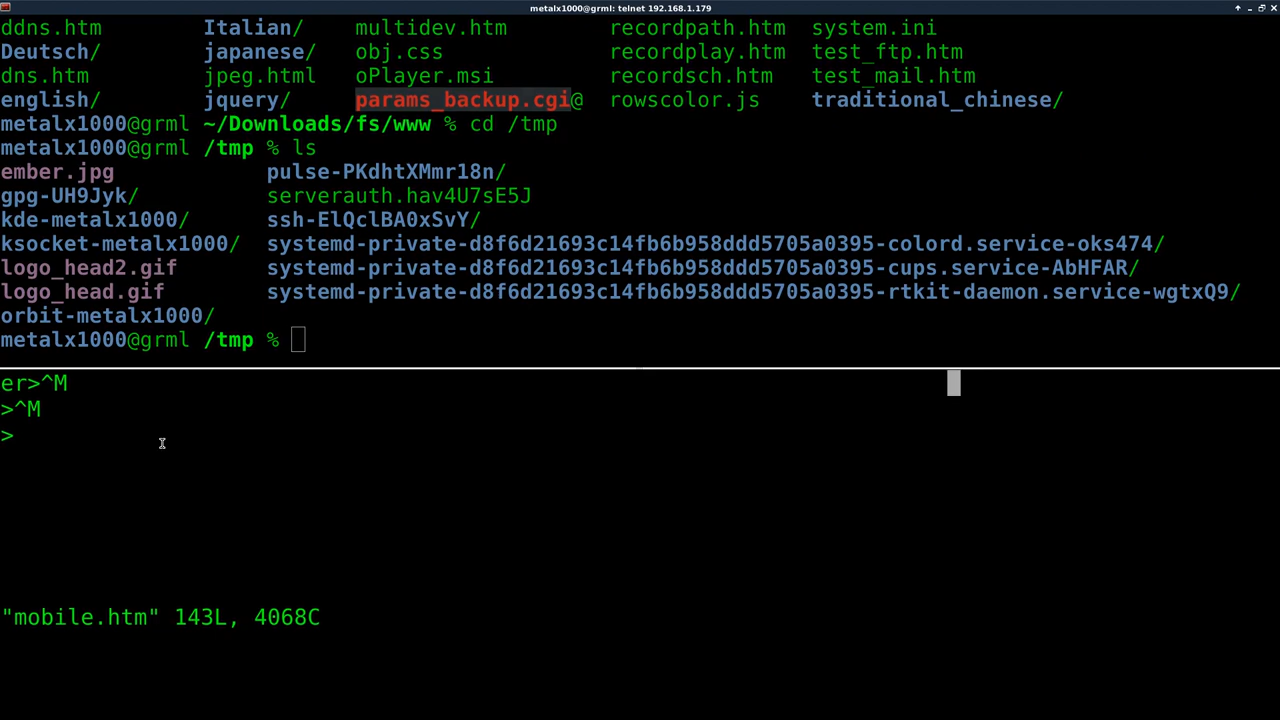 metalx1000@grml: telnet 192.168.1.179
ddns.htm Italian/ multidev.htm recordpath.htm system.ini
Deutsch/ japanese/ obj.css recordplay.htm test_ftp.htm
dns.htm jpeg.html oPlayer.msi recordsch.htm test_mail.htm
english/ jquery/ params_backup.cgi@ rowscolor.js traditional_chinese/
metalx1000@grml ~/Downloads/fs/www % cd /tmp
metalx1000@grml /tmp % ls
ember.jpg pulse-PKdhtXMmr18n/
gpg-UH9Jyk/ serverauth.hav4U7sE5J
kde-metalx1000/ ssh-ElQclBA0xSvY/
ksocket-metalx1000/ systemd-private-d8f6d21693c14fb6b958ddd5705a0395-colord.service-oks474/
logo_head2.gif systemd-private-d8f6d21693c14fb6b958ddd5705a0395-cups.service-AbHFAR/
logo_head.gif systemd-private-d8f6d21693c14fb6b958ddd5705a0395-rtkit-daemon.service-wgtxQ9/
orbit-metalx1000/
metalx1000@grml /tmp %
er>^M
>^M
>
"mobile.htm" 143L, 4068C